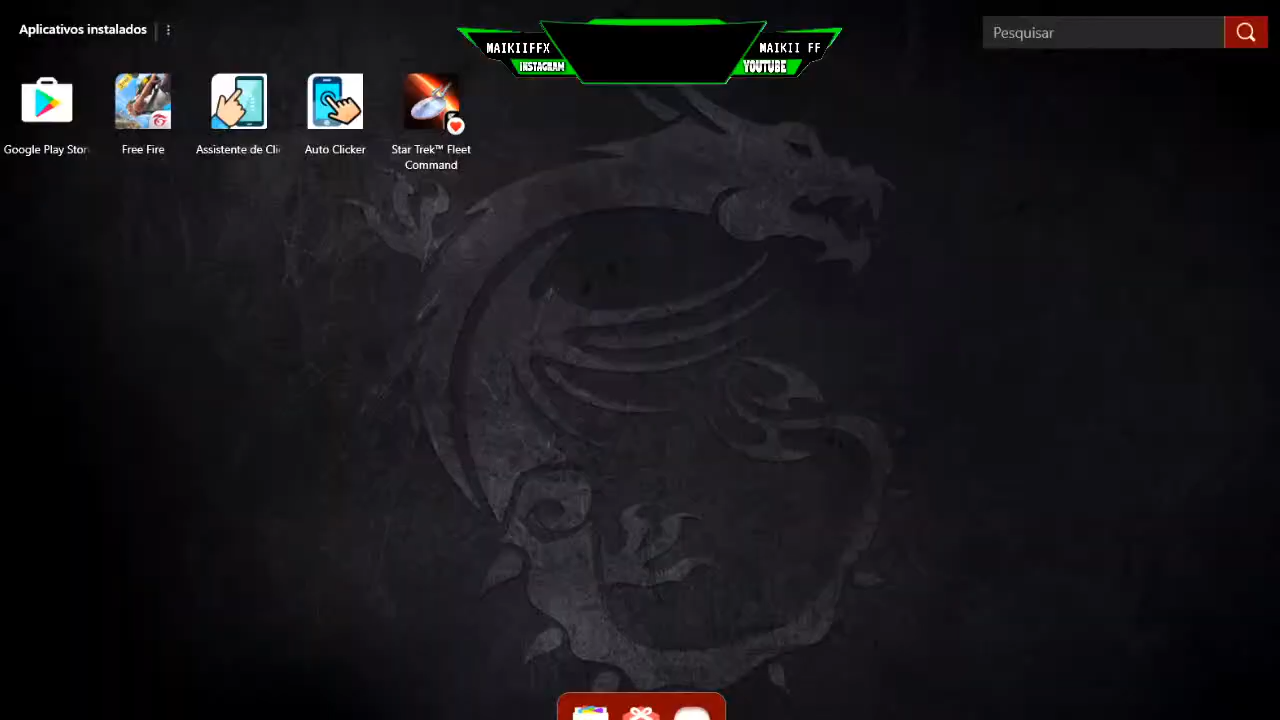 Aplicativos instalados
MAIKIIFFX
INSTAGRAM
MAIKII FF
YOUTUBE
Pesquisar
Google Play Stor
Free Fire
Assistente de Cli
Auto Clicker
Star Trek™ Fleet
Command